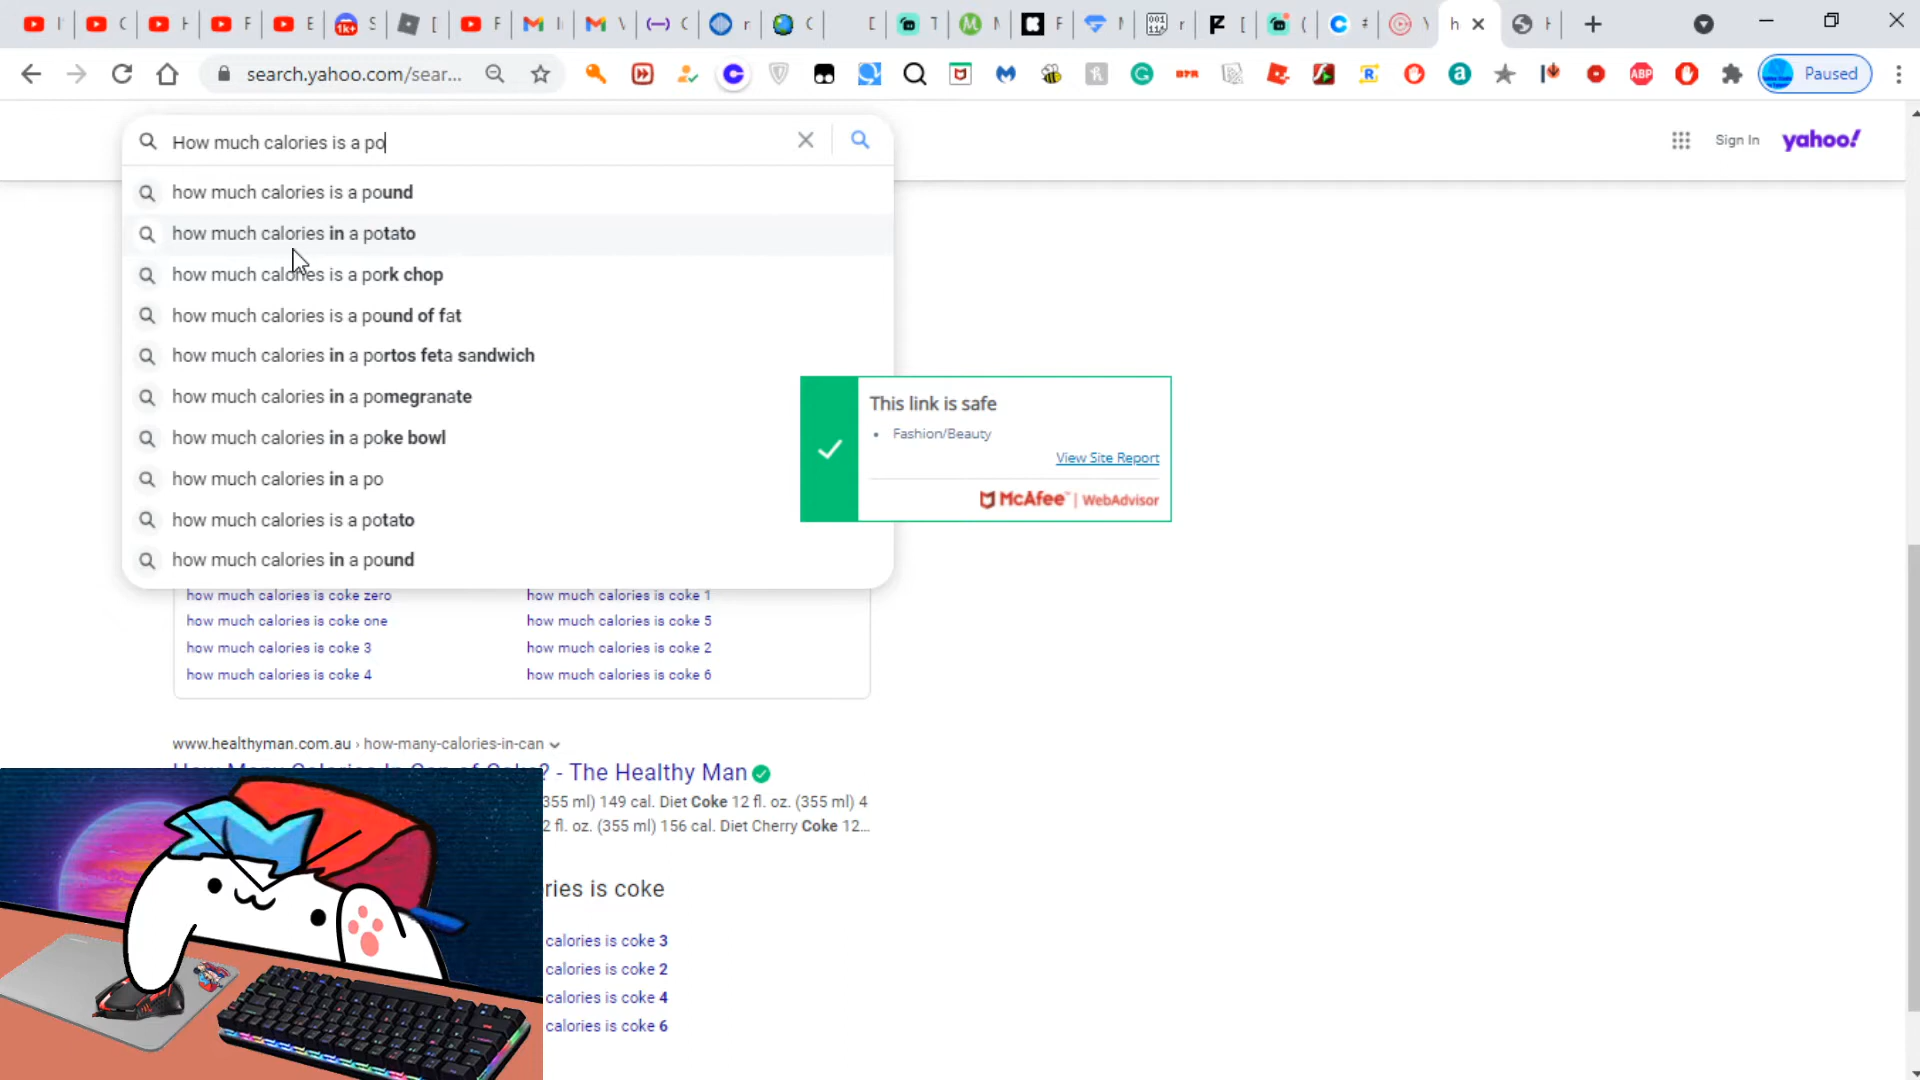 search.yahoo.com/sear...
Paused
How much calories is a po
Sign In
yahoo!
how much calories is a pound
how much calories in a potato
how much calories is a pork chop
how much calories is a pound of fat
how much calories in a portos feta sandwich
how much calories in a pomegranate
how much calories in a poke bowl
how much calories in a po
how much calories is a potato
how much calories in a pound
This link is safe
Fashion/Beauty
View Site Report
McAfee™ | WebAdvisor
how much calories is coke zero
how much calories is coke 1
how much calories is coke one
how much calories is coke 5
how much calories is coke 3
how much calories is coke 2
how much calories is coke 4
how much calories is coke 6
www.healthyman.com.au › how-many-calories-in-can
How Many Calories In Can of Coke? - The Healthy Man
355 ml) 149 cal. Diet Coke 12 fl. oz. (355 ml) 4
2 fl. oz. (355 ml) 156 cal. Diet Cherry Coke 12...
ries is coke
calories is coke 3
calories is coke 2
calories is coke 4
calories is coke 6